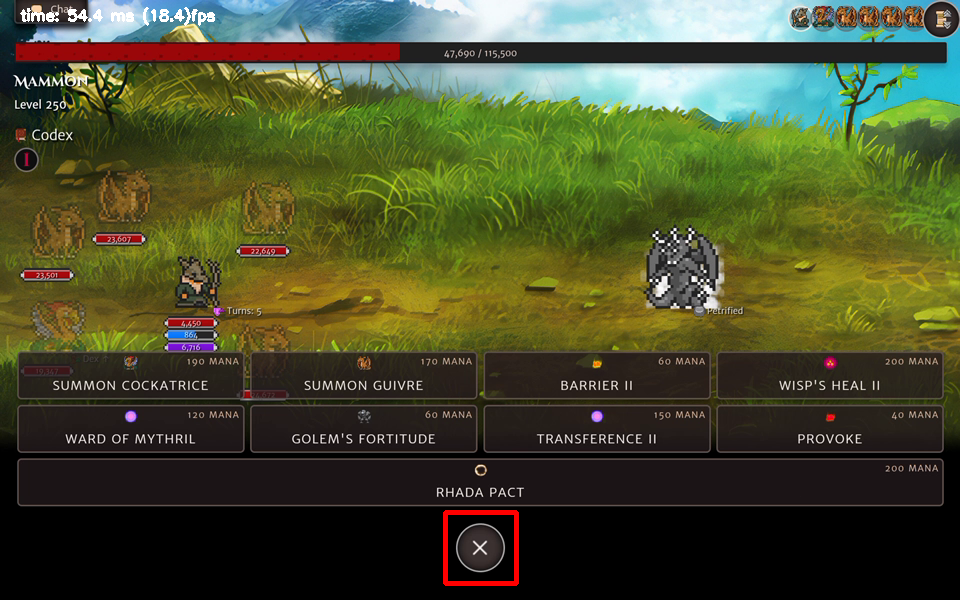 Chat
time: 54.4 ms (18.4)fps
47,690 / 115,500
MAMMON
Level 250
Codex
23,607
22,649
23,501
Turns: 5
Petrified
4,450
864
6,716
190 MANA
SUMMON COCKATRICE
170 MANA
SUMMON GUIVRE
60 MANA
BARRIER II
200 MANA
WISP'S HEAL II
120 MANA
WARD OF MYTHRIL
60 MANA
GOLEM'S FORTITUDE
150 MANA
TRANSFERENCE II
40 MANA
PROVOKE
200 MANA
RHADA PACT